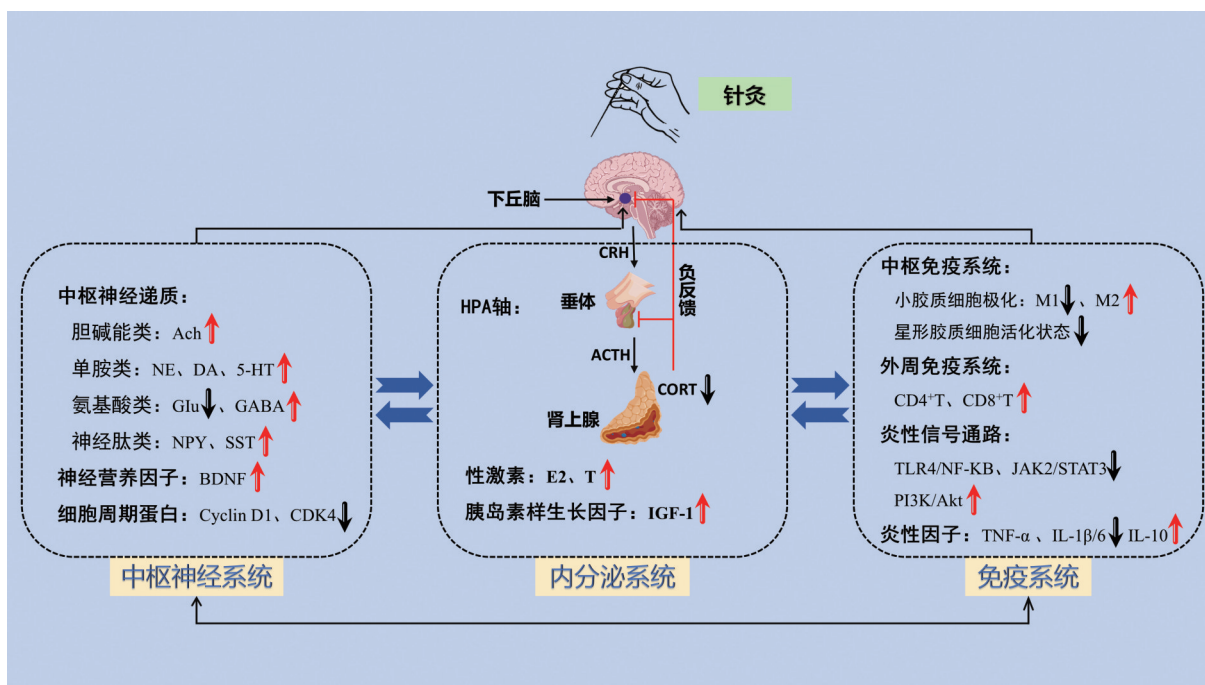 针灸
下丘脑
CRH
负反馈
中枢神经递质：
胆碱能类：Ach
单胺类：NE、DA、5-HT
氨基酸类：Glu、GABA
神经肽类：NPY、SST
神经营养因子：BDNF
细胞周期蛋白：Cyclin D1、CDK4
中枢神经系统
HPA轴：
垂体
ACTH
CORT
肾上腺
性激素：E2、T
胰岛素样生长因子：IGF-1
内分泌系统
中枢免疫系统：
小胶质细胞极化：M1、M2
星形胶质细胞活化状态
外周免疫系统：
CD4⁺T、CD8⁺T
炎性信号通路：
TLR4/NF-KB、JAK2/STAT3
PI3K/Akt
炎性因子：TNF-α、IL-1β/6 IL-10
免疫系统